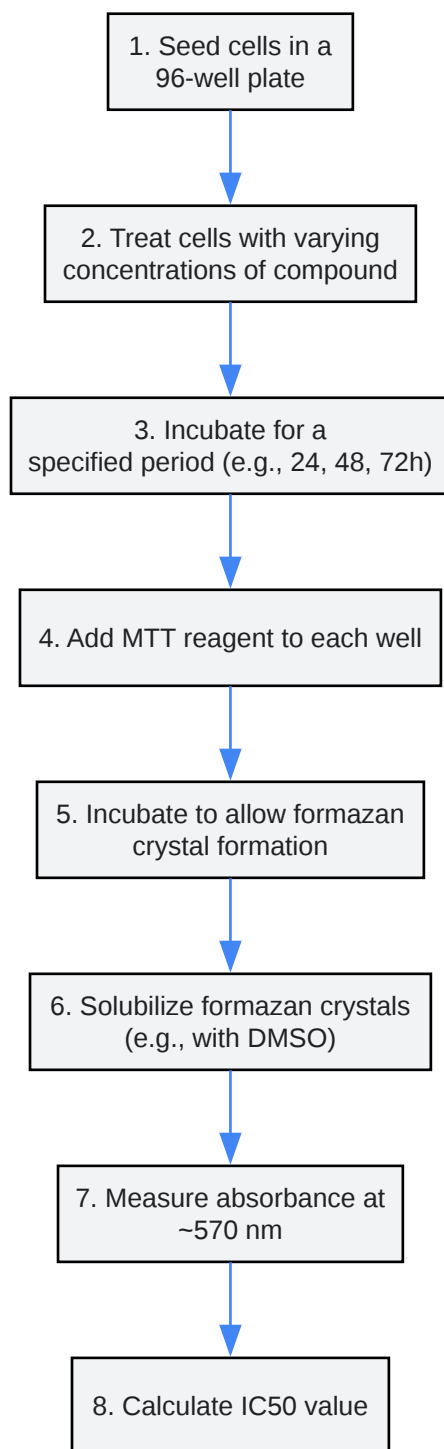 1. Seed cells in a
96-well plate
2. Treat cells with varying
concentrations of compound
3. Incubate for a
specified period (e.g., 24, 48, 72h)
4. Add MTT reagent to each well
5. Incubate to allow formazan
crystal formation
6. Solubilize formazan crystals
(e.g., with DMSO)
7. Measure absorbance at
~570 nm
8. Calculate IC50 value